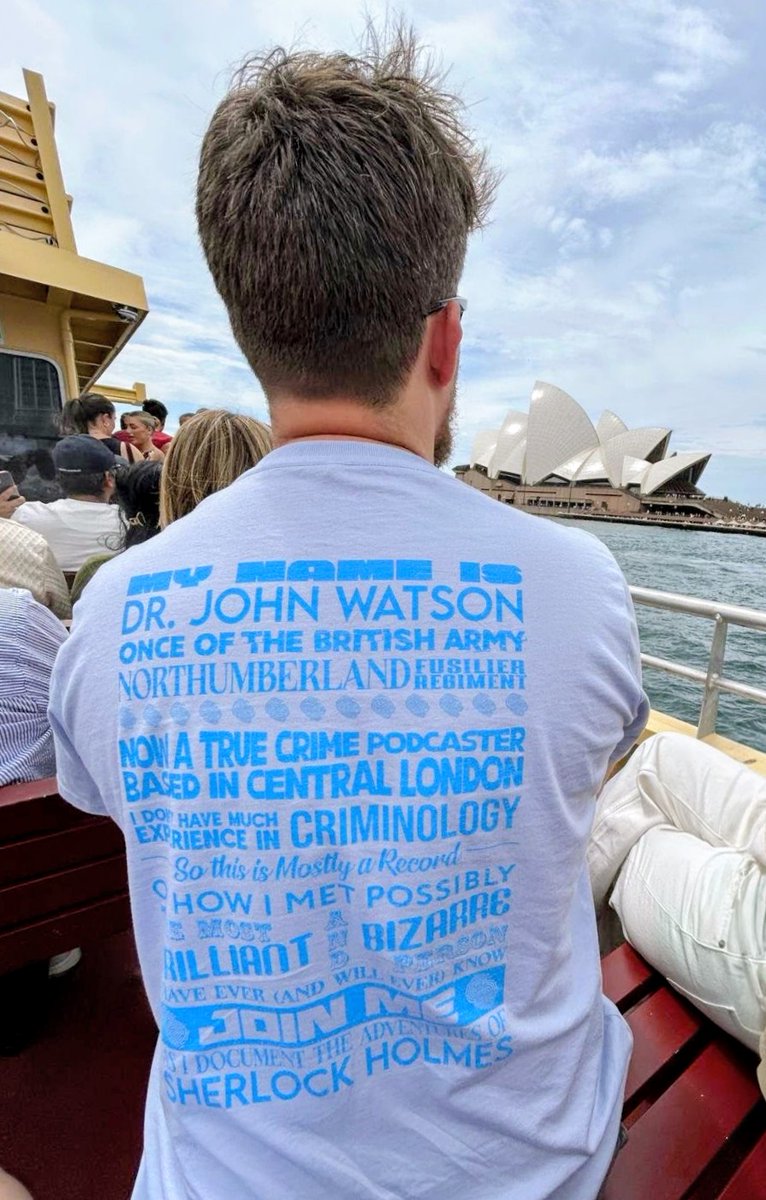 MY NAME IS
DR. JOHN WATSON
ONCE OF THE BRITISH ARMY
NORTHUMBERLAND FUSILIER REGIMENT
NOW A TRUE CRIME PODCASTER
BASED IN CENTRAL LONDON
I DON'T HAVE MUCH EXPERIENCE IN CRIMINOLOGY
So this is Mostly a Record
HOW I MET POSSIBLY
MOST BRILLIANT AND BIZARRE PERSON
EVER (AND WILL EVER) KNOW
JOIN ME
I DOCUMENT THE ADVENTURES OF
SHERLOCK HOLMES